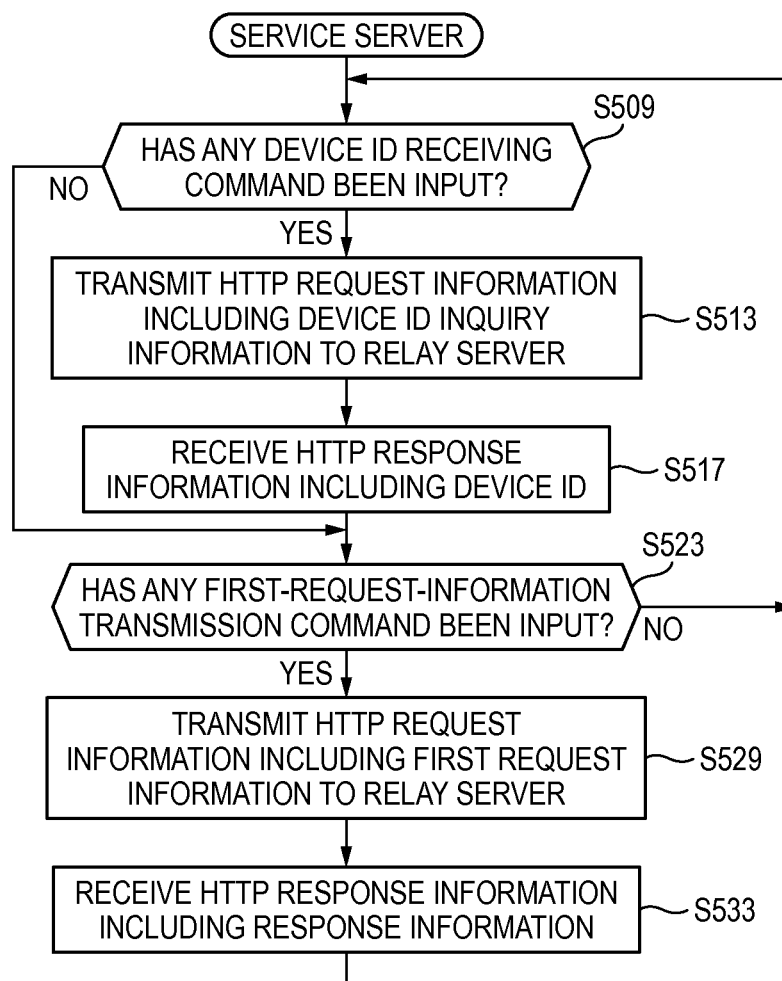 SERVICE SERVER
S509
HAS ANY DEVICE ID RECEIVING
COMMAND BEEN INPUT?
NO
YES
TRANSMIT HTTP REQUEST INFORMATION
INCLUDING DEVICE ID INQUIRY
INFORMATION TO RELAY SERVER
S513
RECEIVE HTTP RESPONSE
INFORMATION INCLUDING DEVICE ID
S517
S523
HAS ANY FIRST-REQUEST-INFORMATION
TRANSMISSION COMMAND BEEN INPUT?
NO
YES
TRANSMIT HTTP REQUEST
INFORMATION INCLUDING FIRST REQUEST
INFORMATION TO RELAY SERVER
S529
RECEIVE HTTP RESPONSE INFORMATION
INCLUDING RESPONSE INFORMATION
S533